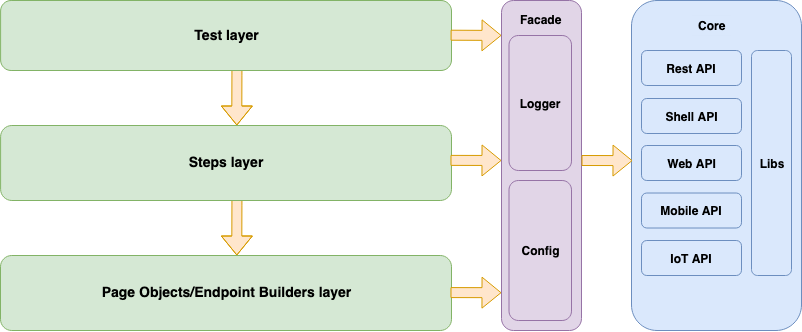 Test layer
Steps layer
Page Objects/Endpoint Builders layer
Facade
Logger
Config
Core
Rest API
Shell API
Web API
Mobile API
IoT API
Libs